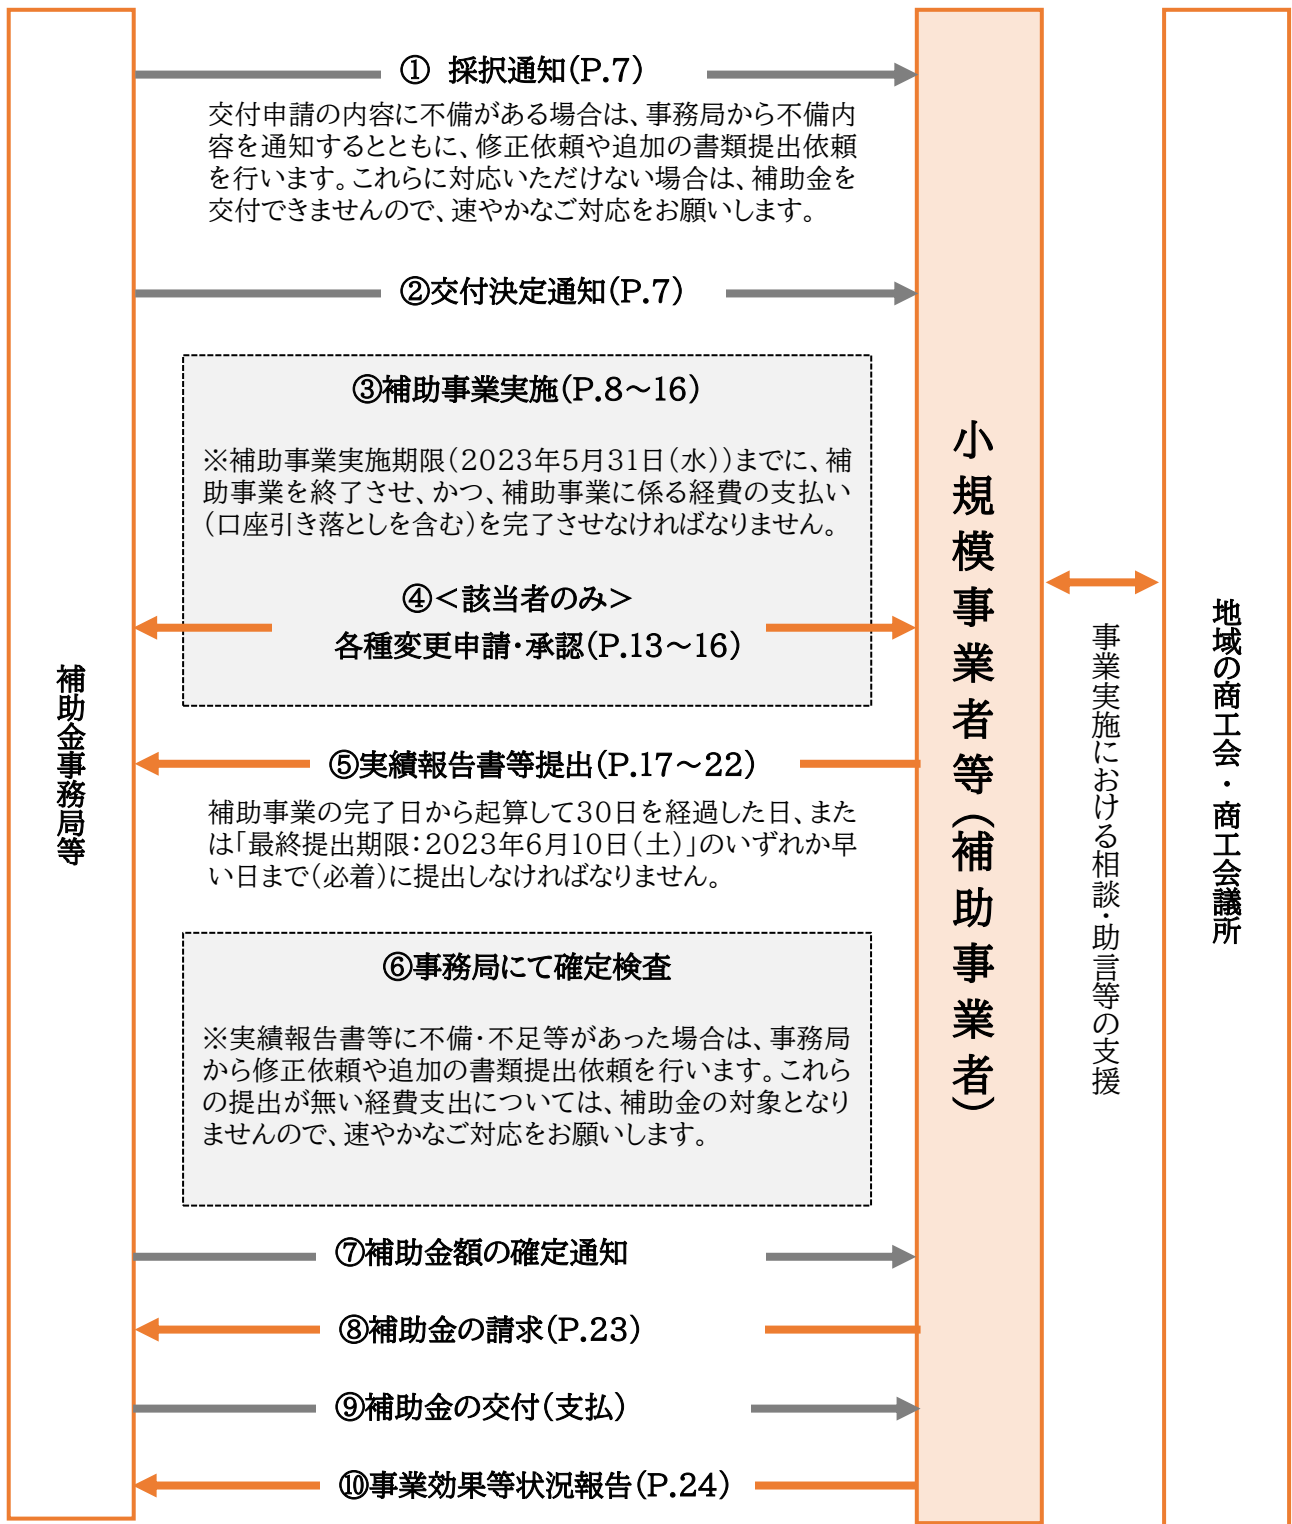 ① 採択通知(P.7)
交付申請の内容に不備がある場合は、事務局から不備内
容を通知するとともに、修正依頼や追加の書類提出依頼
を行います。これらに対応いただけない場合は、補助金を
交付できませんので、速やかなご対応をお願いします。
②交付決定通知(P.7)
③補助事業実施(P.8～16)
※補助事業実施期限(2023年5月31日(水))までに、補
助事業を終了させ、かつ、補助事業に係る経費の支払い
(口座引き落としを含む)を完了させなければなりません。
④＜該当者のみ＞
各種変更申請・承認(P.13～16)
⑤実績報告書等提出(P.17～22)
補助事業の完了日から起算して30日を経過した日、また
は「最終提出期限：2023年6月10日(土)」のいずれか早
い日まで(必着)に提出しなければなりません。
⑥事務局にて確定検査
※実績報告書等に不備・不足等があった場合は、事務局
から修正依頼や追加の書類提出依頼を行います。これら
の提出が無い経費支出については、補助金の対象となり
ませんので、速やかなご対応をお願いします。
⑦補助金額の確定通知
⑧補助金の請求(P.23)
⑨補助金の交付(支払)
⑩事業効果等状況報告(P.24)
補助金事務局等
小規模事業者等(補助事業者)
事業実施における相談・助言等の支援
地域の商工会・商工会議所